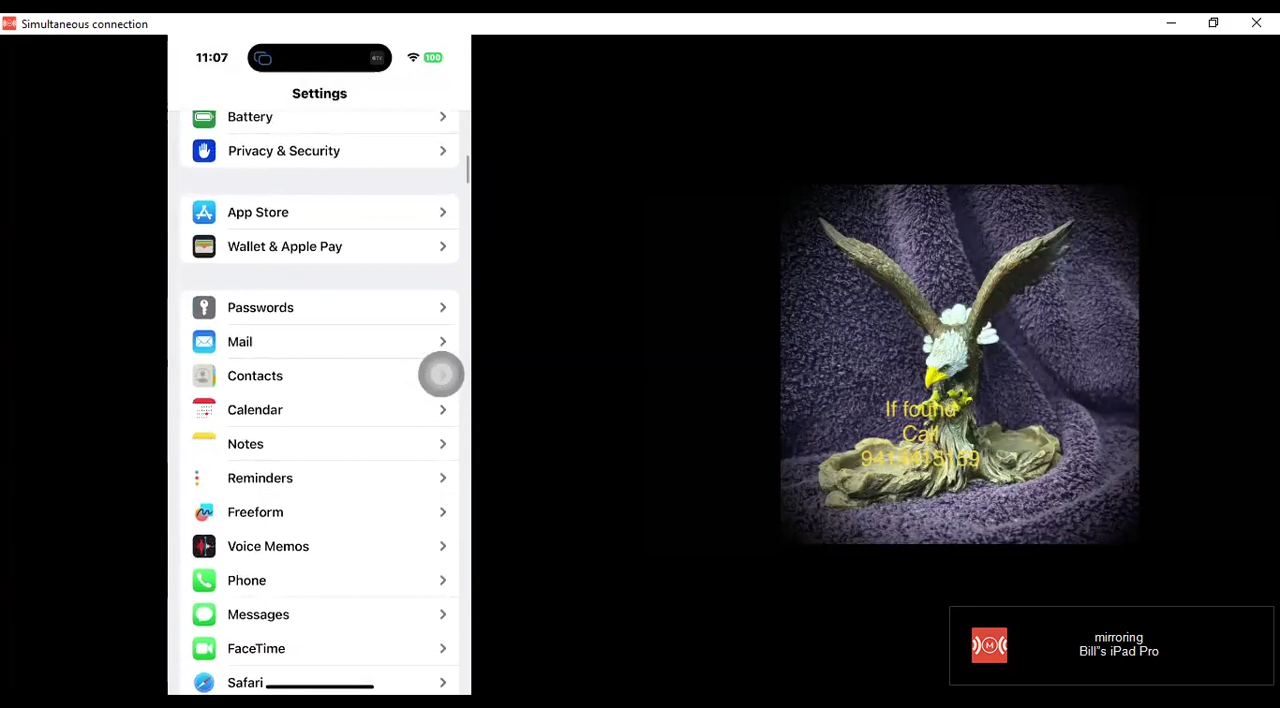 Simultaneous connection
11:07
100
Settings
Battery
Privacy & Security
App Store
Wallet & Apple Pay
Passwords
Mail
Contacts
Calendar
Notes
Reminders
Freeform
Voice Memos
Phone
Messages
FaceTime
Safari
If found
Call
mirroring
Bill"s iPad Pro